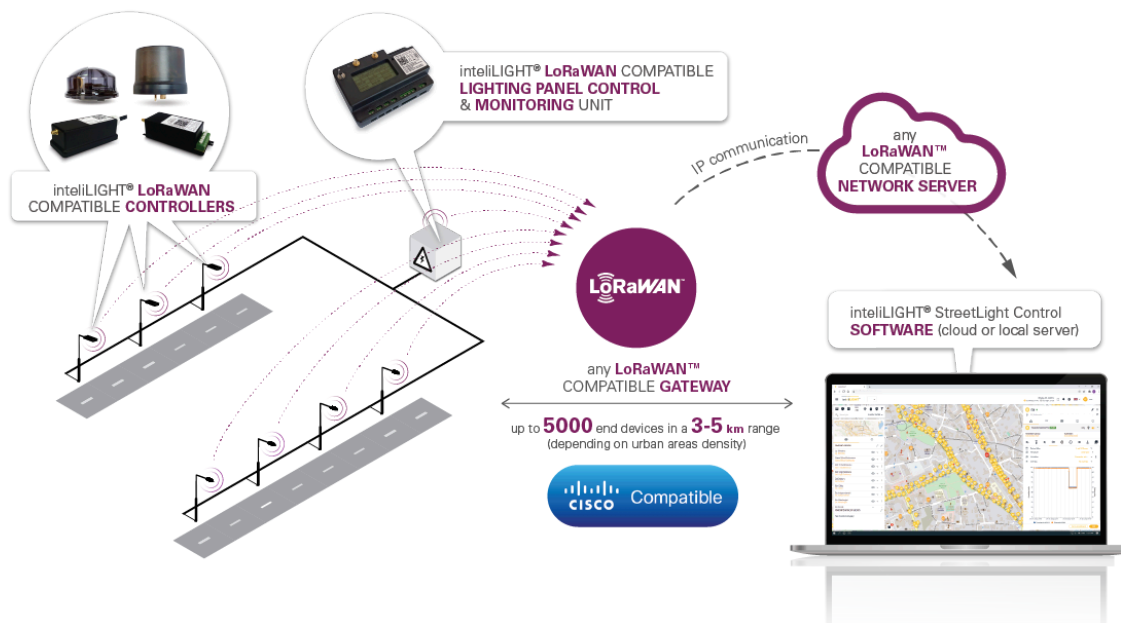 inteliLIGHT® LoRaWAN COMPATIBLE
LIGHTING PANEL CONTROL
& MONITORING UNIT
inteliLIGHT® LoRaWAN
COMPATIBLE CONTROLLERS
IP communication
any
LoRaWAN™
COMPATIBLE
NETWORK SERVER
LoRaWAN™
inteliLIGHT® StreetLight Control
SOFTWARE (cloud or local server)
any LoRaWAN™
COMPATIBLE GATEWAY
up to 5000 end devices in a 3-5 km range
(depending on urban areas density)
CISCO Compatible